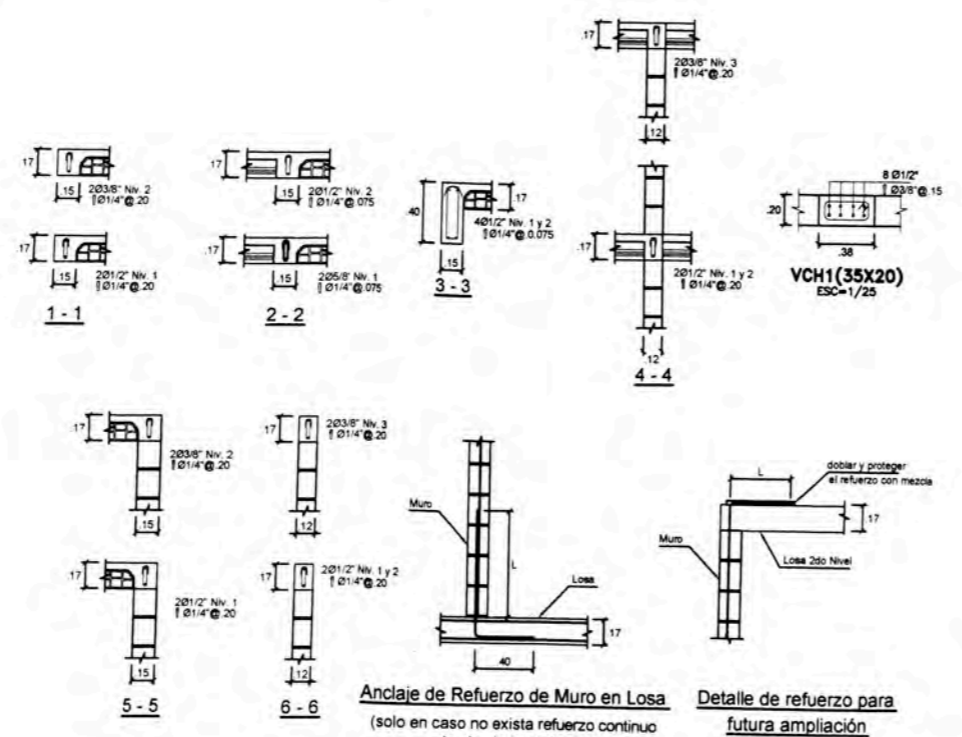 .17
.15
2Ø3/8" Niv. 2
Ø1/4"@.20
.17
.15
2Ø1/2" Niv. 1
Ø1/4"@.20
1 - 1
.17
.15
2Ø1/2" Niv. 2
Ø1/4"@.075
.17
.15
2Ø5/8" Niv. 1
Ø1/4"@.075
2 - 2
.40
.17
4Ø1/2" Niv. 1 y 2
Ø1/4"@.0.075
.15
3 - 3
.17
2Ø3/8" Niv. 3
Ø1/4"@.20
.12
.17
2Ø1/2" Niv. 1 y 2
Ø1/4"@.20
.12
4 - 4
8 Ø1/2"
Ø3/8"@.15
.20
.38
VCH1(35X20)
ESC=1/25
.17
2Ø3/8" Niv. 2
Ø1/4"@.20
.15
.17
2Ø1/2" Niv. 1
Ø1/4"@.20
.15
5 - 5
.17
2Ø3/8" Niv. 3
Ø1/4"@.20
.12
.17
2Ø1/2" Niv. 1 y 2
Ø1/4"@.20
.12
6 - 6
Muro
L
Losa
.17
.40
Anclaje de Refuerzo de Muro en Losa
(solo en caso no exista refuerzo continuo
L
doblar y proteger
el refuerzo con mezcla
.17
Muro
Losa 2do Nivel
Detalle de refuerzo para
futura ampliación